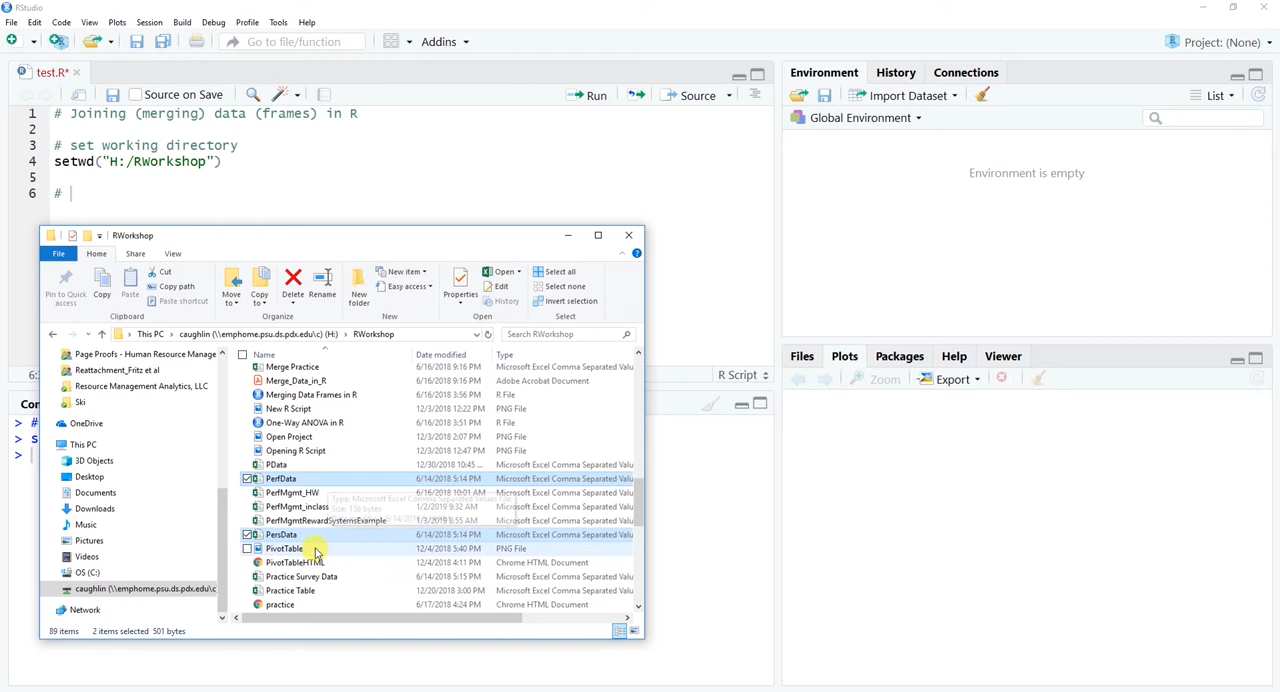 RStudio
File Edit Code View Plots Session Build Debug Profile Tools Help
Go to file/function Addins Project: (None)
test.R*
Source on Save Run Source
1 # Joining (merging) data (frames) in R
2
3 # set working directory
4 setwd("H:/RWorkshop")
5
6 #
R Script
Environment History Connections
Import Dataset List
Global Environment
Environment is empty
Files Plots Packages Help Viewer
Zoom Export
> #
> s
>
RWorkshop
File Home Share View
Pin to Quick access Copy Paste Cut Copy path Paste shortcut
Move to Copy to Delete Rename New folder New item Easy access
Properties Open Edit History Select all Select none Invert selection
Clipboard Organize New Open Select
This PC > caughlin (\\emphome.psu.ds.pdx.edu\c) (H:) > RWorkshop Search RWorkshop
Page Proofs - Human Resource Manage
Reattachment_Fritz et al
Resource Management Analytics, LLC
Ski
OneDrive
This PC
3D Objects
Desktop
Documents
Downloads
Music
Pictures
Videos
OS (C:)
caughlin (\\emphome.psu.ds.pdx.edu\c
Network
Name Date modified Type
Merge Practice 6/16/2018 9:16 PM Microsoft Excel Comma Separated Valu
Merge_Data_in_R 6/16/2018 9:16 PM Adobe Acrobat Document
Merging Data Frames in R 6/16/2018 3:56 PM R File
New R Script 12/3/2018 12:22 PM PNG File
One-Way ANOVA in R 6/16/2018 3:51 PM R File
Open Project 12/3/2018 2:07 PM PNG File
Opening R Script 12/3/2018 12:47 PM PNG File
PData 12/30/2018 10:45 ... Microsoft Excel Comma Separated Valu
PerfData 6/14/2018 5:14 PM Microsoft Excel Comma Separated Valu
PerfMgmt_HW 6/16/2018 10:01 AM Microsoft Excel Comma Separated Valu
PerfMgmt_inclass 1/2/2019 9:32 AM Microsoft Excel Comma Separated Valu
PerfMgmtRewardSystemsExample 1/3/2019 8:55 AM Microsoft Excel Comma Separated Valu
PersData 6/14/2018 5:14 PM Microsoft Excel Comma Separated Valu
PivotTable 12/4/2018 5:40 PM PNG File
PivotTableHTML 12/4/2018 4:11 PM Chrome HTML Document
Practice Survey Data 6/14/2018 5:15 PM Microsoft Excel Comma Separated Valu
Practice Table 12/20/2018 3:00 PM Microsoft Excel Comma Separated Valu
practice 6/17/2018 4:24 PM Chrome HTML Document
89 items 2 items selected 501 bytes